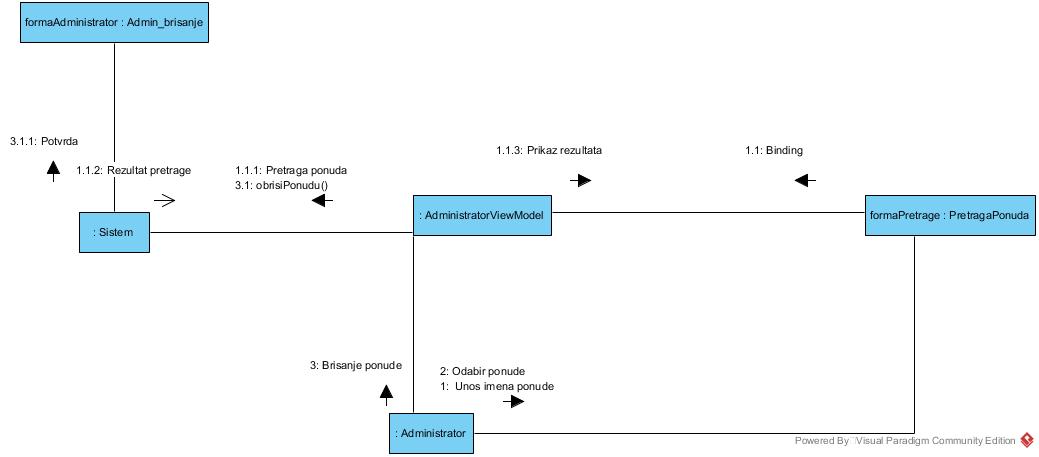 formaAdministrator : Admin_brisanje
3.1.1: Potvrda
1.1.2: Rezultat pretrage
1.1.1: Pretraga ponuda
3.1: obrisiPonudu()
1.1.3: Prikaz rezultata
1.1: Binding
: Sistem
: AdministratorViewModel
formaPretrage : PretragaPonuda
3: Brisanje ponude
2: Odabir ponude
1: Unos imena ponude
: Administrator
Powered By Visual Paradigm Community Edition